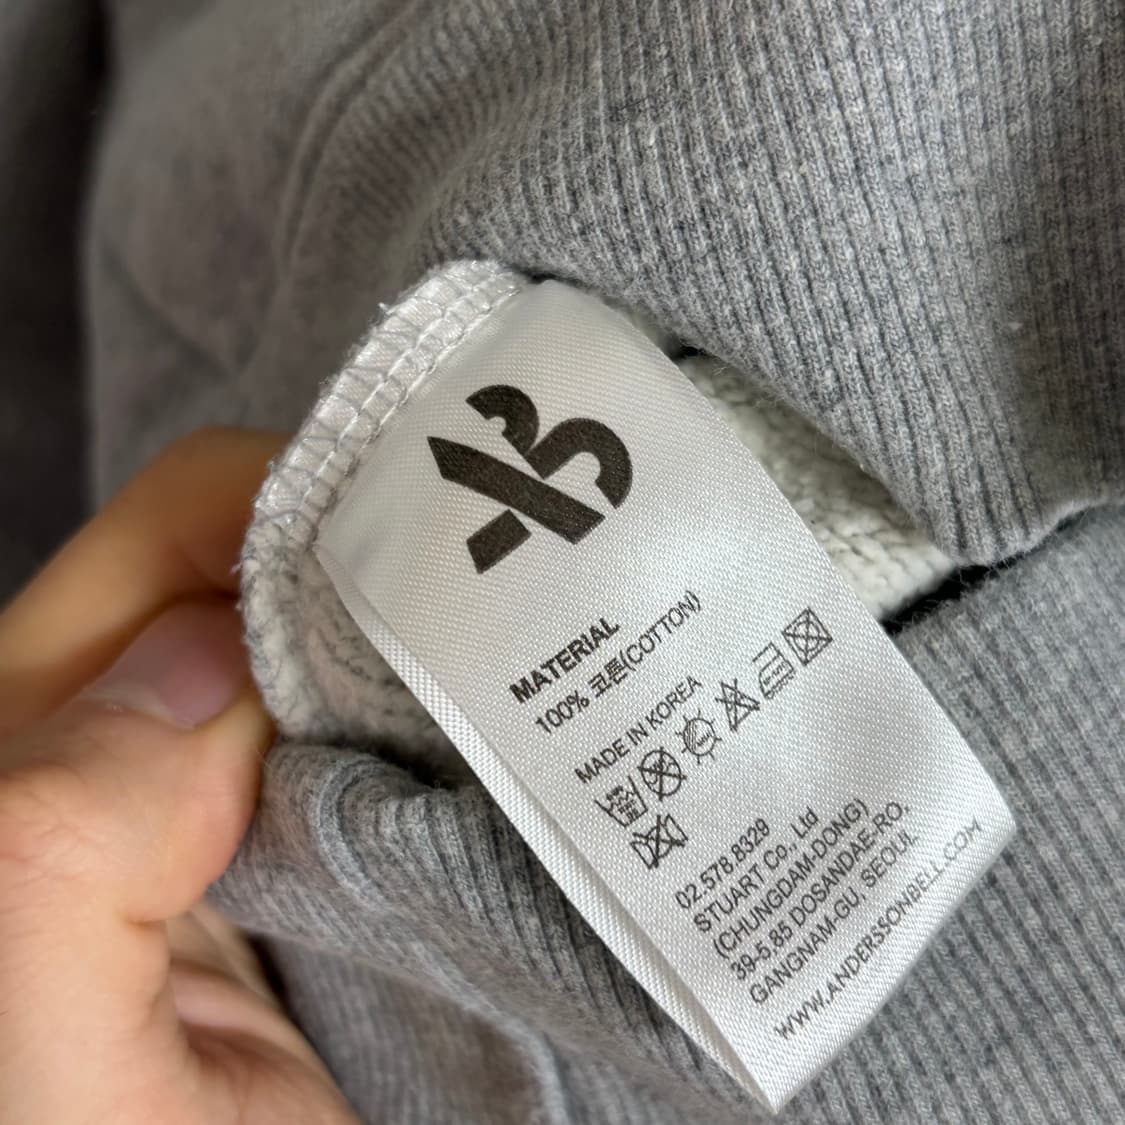 MATERIAL
100% 코튼(COTTON)
MADE IN KOREA
02.578.8329
STUART Co., Ltd
(CHUNGDAM-DONG)
39-5,85 DOSANDAE-RO,
GANGNAM-GU, SEOUL
WWW.ANDERSSONBELL.COM